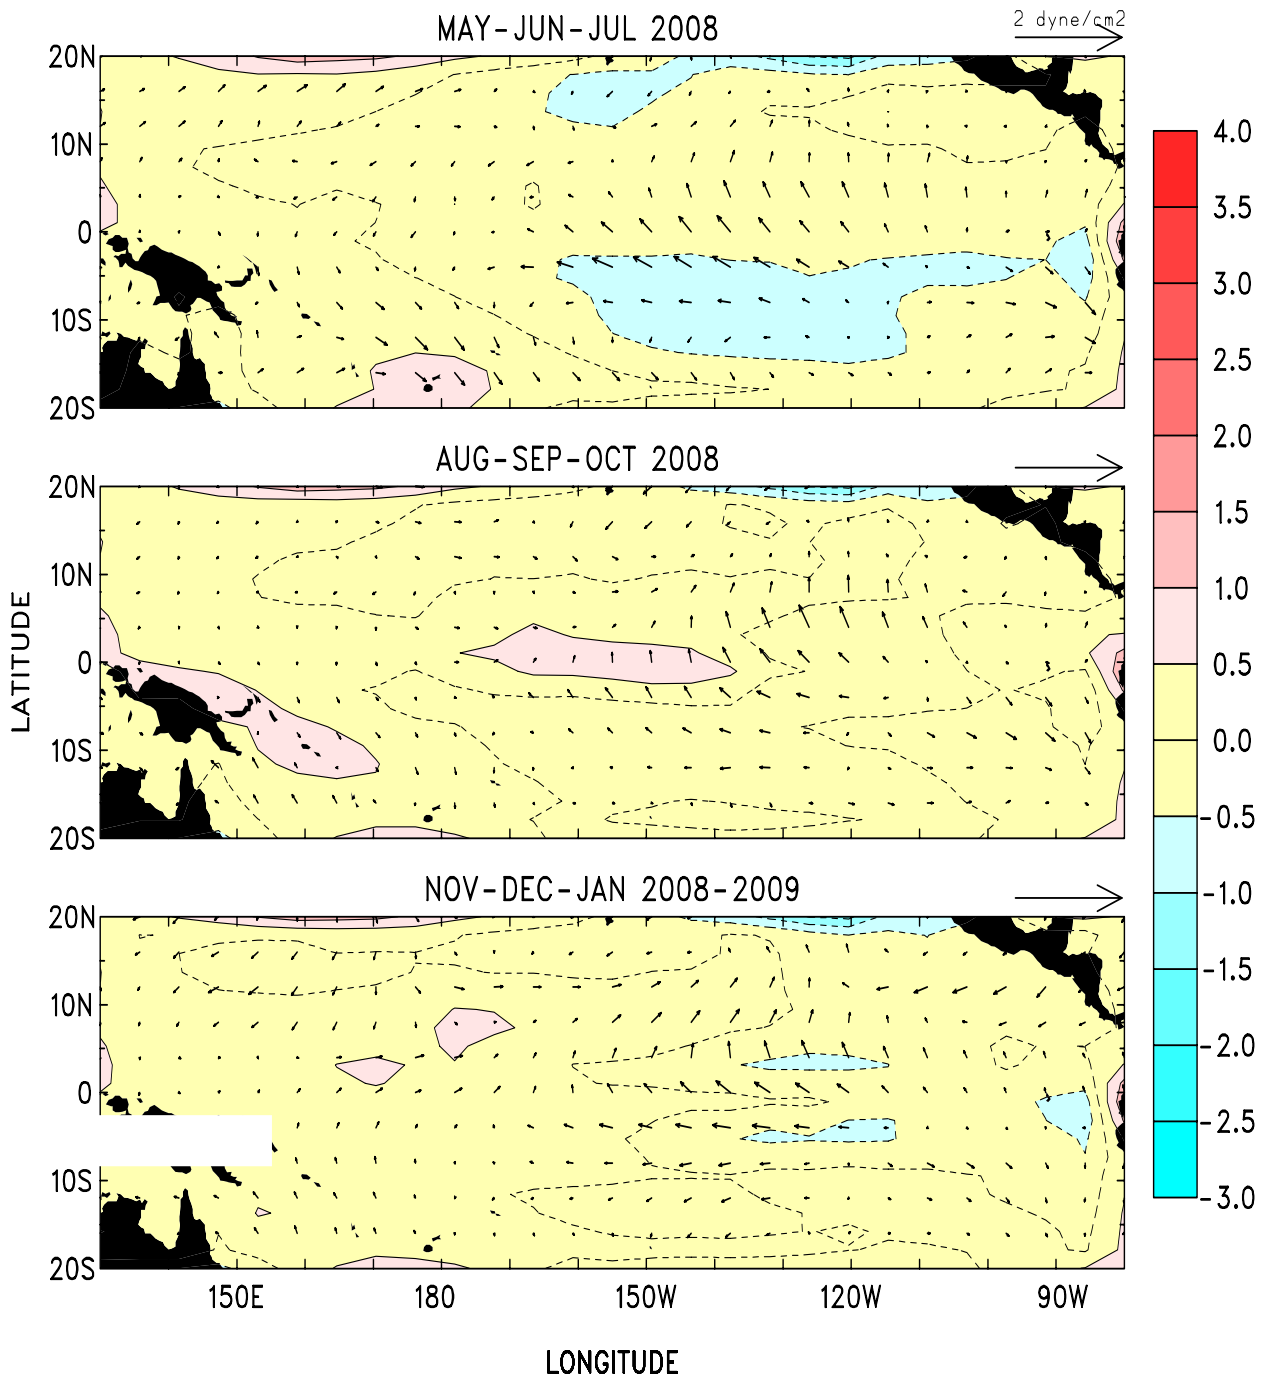 MAY-JUN-JUL 2008
2 dyne/cm2
20N
10N
0
10S
20S
AUG-SEP-OCT 2008
20N
10N
0
10S
20S
LATITUDE
NOV-DEC-JAN 2008-2009
20N
10N
0
10S
20S
150E
180
150W
120W
90W
LONGITUDE
4.0
3.5
3.0
2.5
2.0
1.5
1.0
0.5
0.0
-0.5
-1.0
-1.5
-2.0
-2.5
-3.0